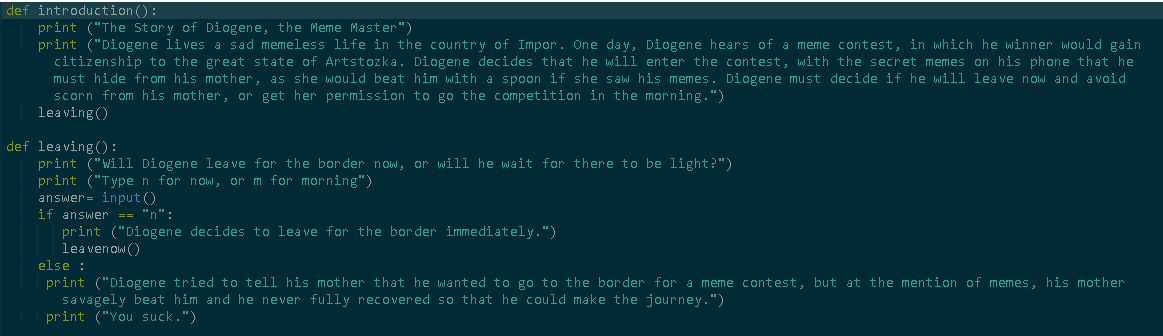 def introduction():
print ("The Story of Diogene, the Meme Master")
print ("Diogene lives a sad memeless life in the country of Impor. One day, Diogene hears of a meme contest, in which he winner would gain
citizenship to the great state of Artstozka. Diogene decides that he will enter the contest, with the secret memes on his phone that he
must hide from his mother, as she would beat him with a spoon if she saw his memes. Diogene must decide if he will leave now and avoid
scorn from his mother, or get her permission to go the competition in the morning.")
leaving()
def leaving():
print ("Will Diogene leave for the border now, or will he wait for there to be light?")
print ("Type n for now, or m for morning")
answer= input()
if answer == "n":
print ("Diogene decides to leave for the border immediately.")
leavenow()
else :
print ("Diogene tried to tell his mother that he wanted to go to the border for a meme contest, but at the mention of memes, his mother
savagely beat him and he never fully recovered so that he could make the journey.")
print ("You suck.")